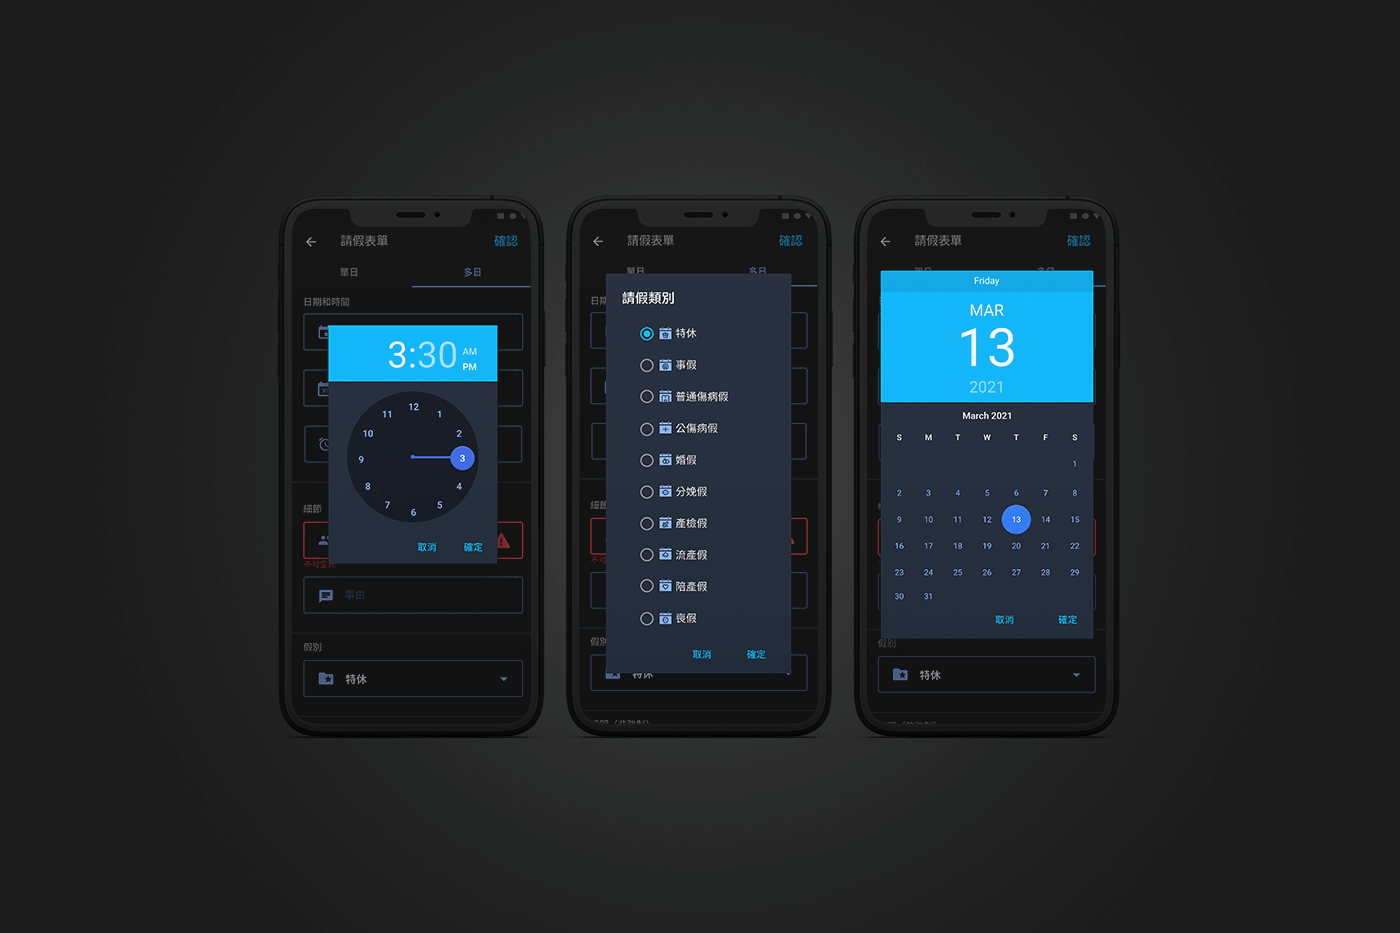 請假表單
確認
單日
多日
日期和時間
3:30
AM
PM
12
1
2
3
4
5
6
7
8
9
10
11
取消
確定
細節
不可空
事由
假別
特休
請假表單
確認
單日
多日
日期
請假類別
特休
事假
普通傷病假
公傷病假
婚假
分娩假
產檢假
流產假
陪產假
喪假
取消
確定
細節
不可
假別
特休
請假表單
確認
單日
多日
Friday
MAR
13
2021
March 2021
S M T W T F S
1
2 3 4 5 6 7 8
9 10 11 12 13 14 15
16 17 18 19 20 21 22
23 24 25 26 27 28 29
30 31
取消
確定
假別
特休